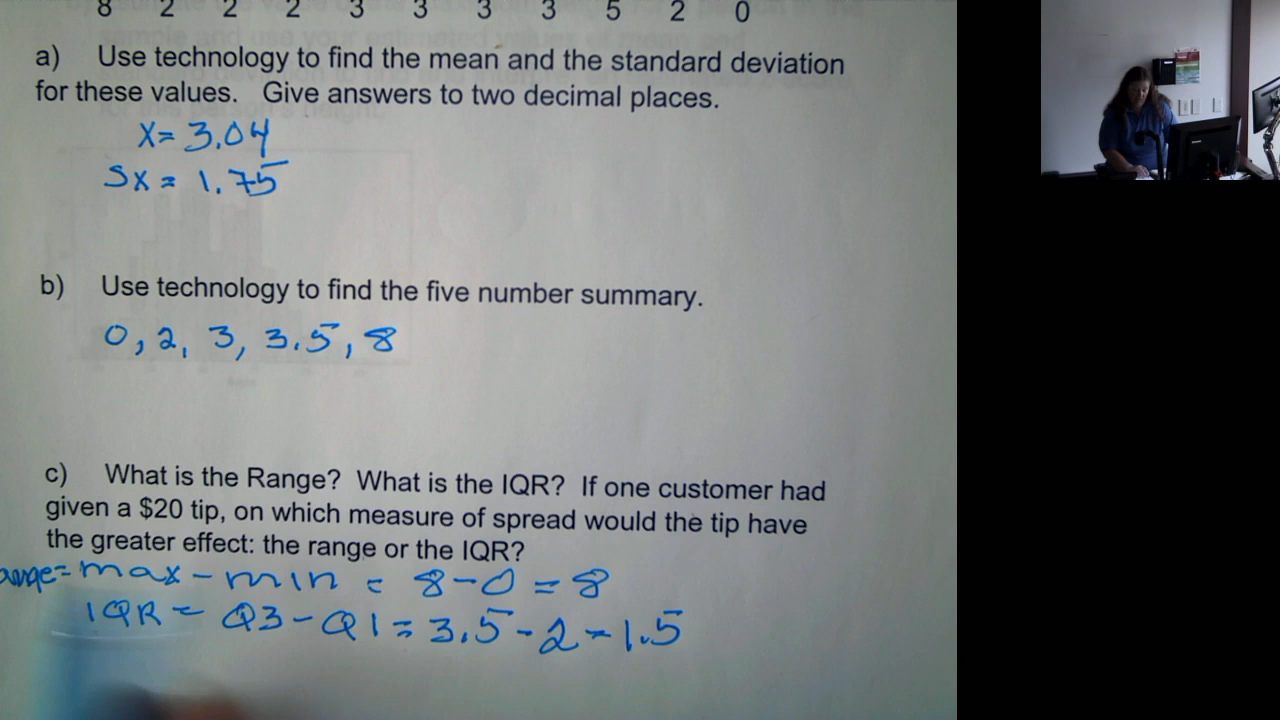 8 2 2 2 3 3 3 3 5 2 0
a) Use technology to find the mean and the standard deviation
for these values. Give answers to two decimal places.
X= 3.04
Sx = 1.75
b) Use technology to find the five number summary.
0, 2, 3, 3.5, 8
c) What is the Range? What is the IQR? If one customer had
given a $20 tip, on which measure of spread would the tip have
the greater effect: the range or the IQR?
ange= max - min = 8-0 = 8
IQR = Q3 - Q1 = 3.5 - 2 = 1.5